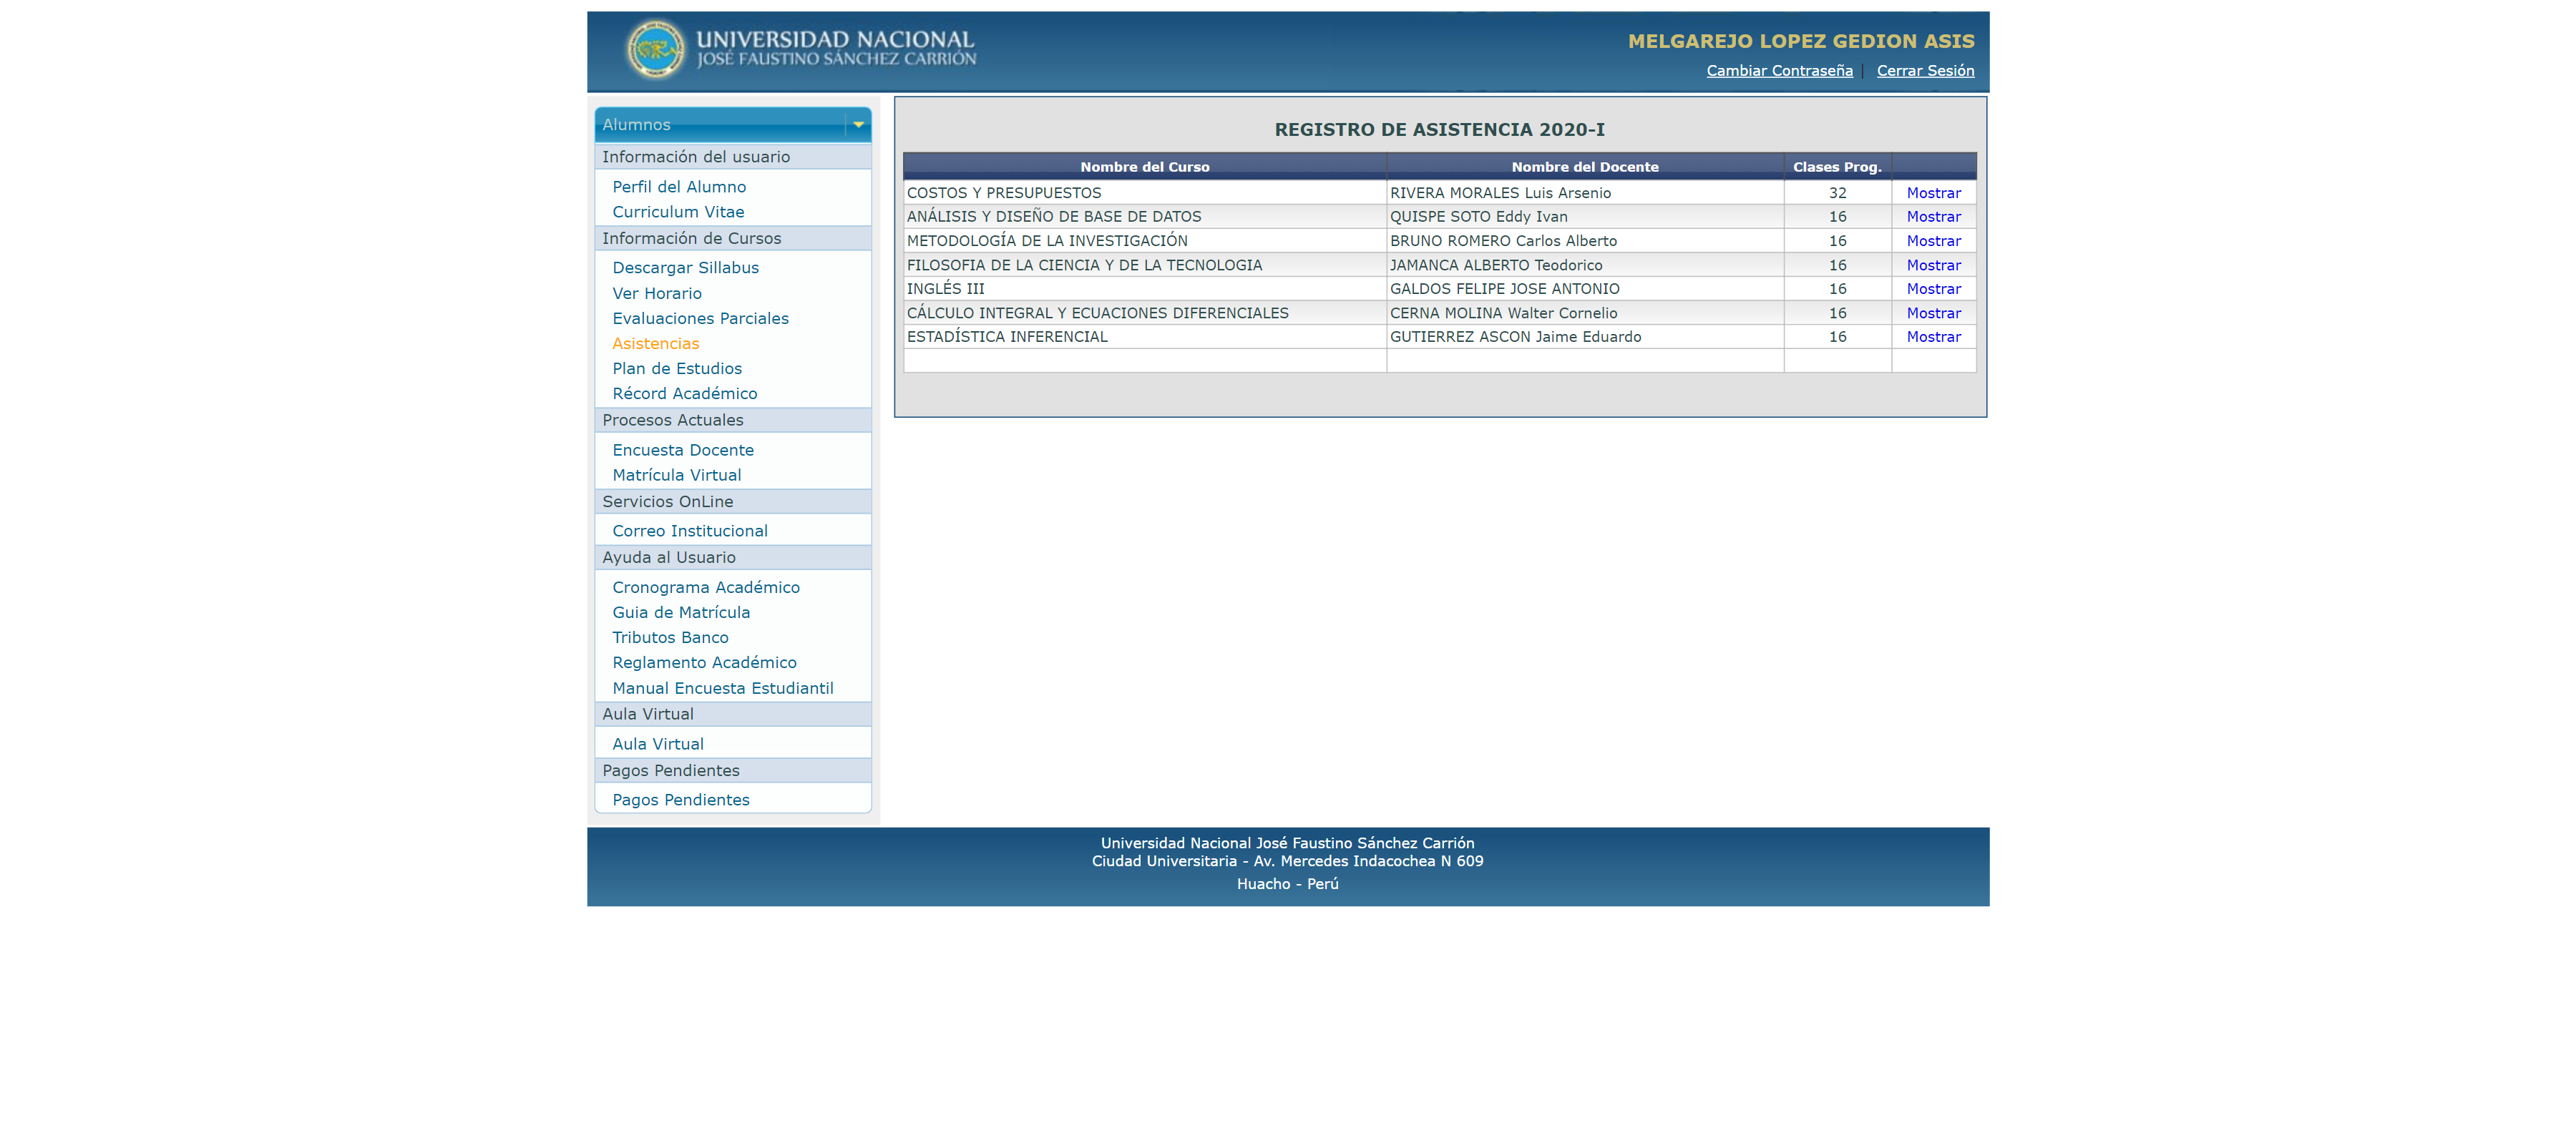 UNIVERSIDAD NACIONAL
JOSÉ FAUSTINO SÁNCHEZ CARRIÓN
MELGAREJO LOPEZ GEDION ASIS
Cambiar Contraseña | Cerrar Sesión
Alumnos
Información del usuario
Perfil del Alumno
Curriculum Vitae
Información de Cursos
Descargar Sillabus
Ver Horario
Evaluaciones Parciales
Asistencias
Plan de Estudios
Récord Académico
Procesos Actuales
Encuesta Docente
Matrícula Virtual
Servicios OnLine
Correo Institucional
Ayuda al Usuario
Cronograma Académico
Guia de Matrícula
Tributos Banco
Reglamento Académico
Manual Encuesta Estudiantil
Aula Virtual
Aula Virtual
Pagos Pendientes
Pagos Pendientes
REGISTRO DE ASISTENCIA 2020-I
Nombre del Curso Nombre del Docente Clases Prog.
COSTOS Y PRESUPUESTOS RIVERA MORALES Luis Arsenio 32 Mostrar
ANÁLISIS Y DISEÑO DE BASE DE DATOS QUISPE SOTO Eddy Ivan 16 Mostrar
METODOLOGÍA DE LA INVESTIGACIÓN BRUNO ROMERO Carlos Alberto 16 Mostrar
FILOSOFIA DE LA CIENCIA Y DE LA TECNOLOGIA JAMANCA ALBERTO Teodorico 16 Mostrar
INGLÉS III GALDOS FELIPE JOSE ANTONIO 16 Mostrar
CÁLCULO INTEGRAL Y ECUACIONES DIFERENCIALES CERNA MOLINA Walter Cornelio 16 Mostrar
ESTADÍSTICA INFERENCIAL GUTIERREZ ASCON Jaime Eduardo 16 Mostrar
Universidad Nacional José Faustino Sánchez Carrión
Ciudad Universitaria - Av. Mercedes Indacochea N 609
Huacho - Perú